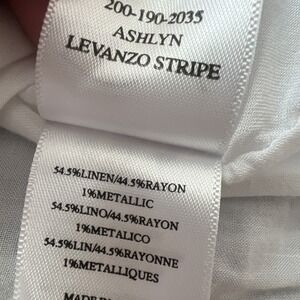 200-190-2035
ASHLYN
LEVANZO STRIPE
54.5%LINEN/44.5%RAYON
1%METALLIC
54.5%LINO/44.5%RAYON
1%METALICO
54.5%LIN/44.5%RAYONNE
1%METALLIQUES
MADE